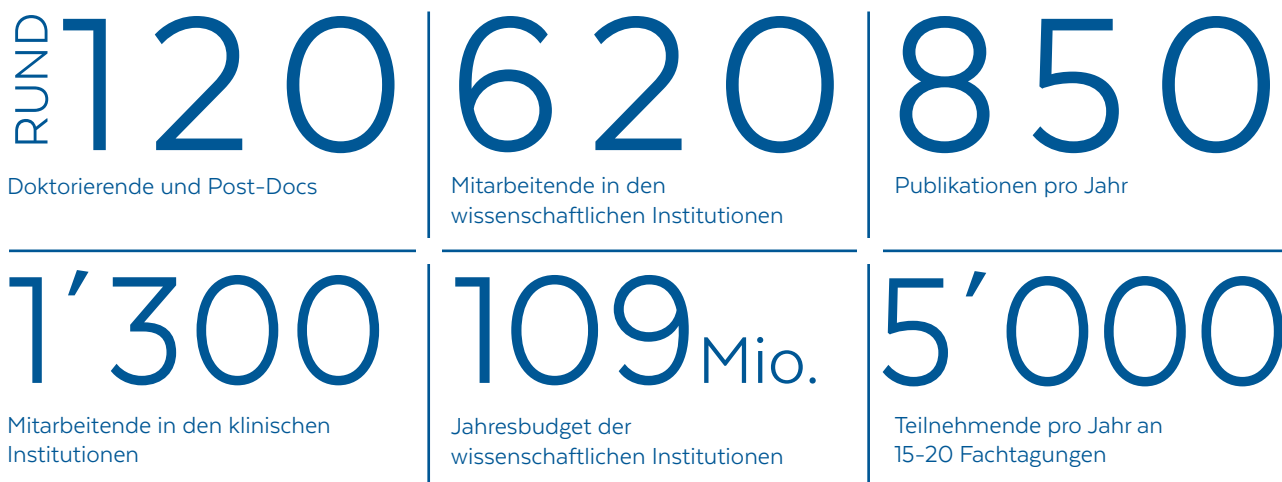 RUND 120
Doktorierende und Post-Docs
620
Mitarbeitende in den
wissenschaftlichen Institutionen
850
Publikationen pro Jahr
1’300
Mitarbeitende in den klinischen
Institutionen
109 Mio.
Jahresbudget der
wissenschaftlichen Institutionen
5’000
Teilnehmende pro Jahr an
15-20 Fachtagungen